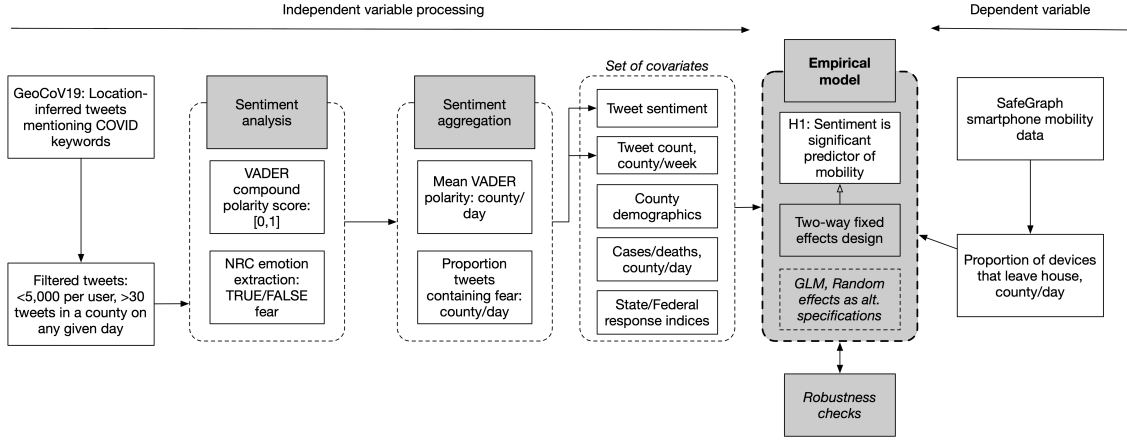 Independent variable processing
Dependent variable
GeoCoV19: Location-
inferred tweets
mentioning COVID
keywords
Filtered tweets:
<5,000 per user, >30
tweets in a county on
any given day
Sentiment
analysis
VADER
compound
polarity score:
[0,1]
NRC emotion
extraction:
TRUE/FALSE
fear
Sentiment
aggregation
Mean VADER
polarity: county/
day
Proportion
tweets
containing fear:
county/day
Set of covariates
Tweet sentiment
Tweet count,
county/week
County
demographics
Cases/deaths,
county/day
State/Federal
response indices
Empirical
model
H1: Sentiment is
significant
predictor of
mobility
Two-way fixed
effects design
GLM, Random
effects as alt.
specifications
Robustness
checks
SafeGraph
smartphone mobility
data
Proportion of devices
that leave house,
county/day